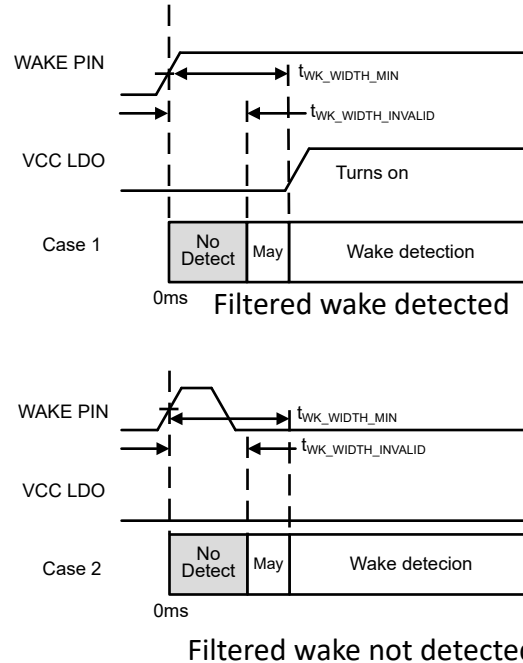 WAKE PIN
tWK_WIDTH_MIN
tWK_WIDTH_INVALID
VCC LDO
Turns on
Case 1
No
Detect
May
Wake detection
0ms
Filtered wake detected
WAKE PIN
tWK_WIDTH_MIN
tWK_WIDTH_INVALID
VCC LDO
Case 2
No
Detect
May
Wake detecion
0ms
Filtered wake not detected